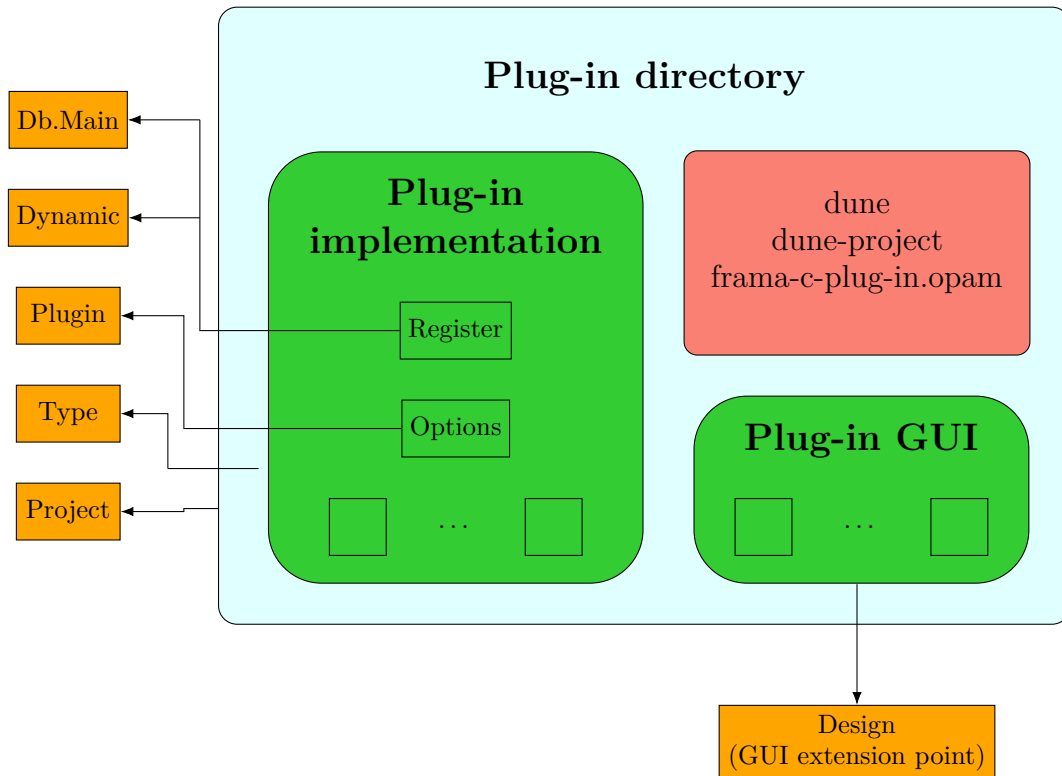 Plug-in directory
Db.Main
Dynamic
Plugin
Type
Project
Plug-in
implementation
Register
Options
...
dune
dune-project
frama-c-plug-in.opam
Plug-in GUI
...
Design
(GUI extension point)